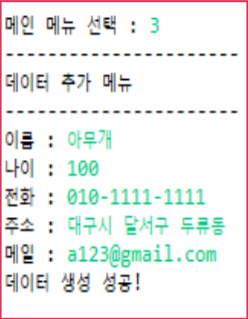 메인 메뉴 선택 : 3
----------------------
데이터 추가 메뉴
----------------------
이름 : 아무개
나이 : 100
전화 : 010-1111-1111
주소 : 대구시 달서구 두류동
메일 : a123@gmail.com
데이터 생성 성공!